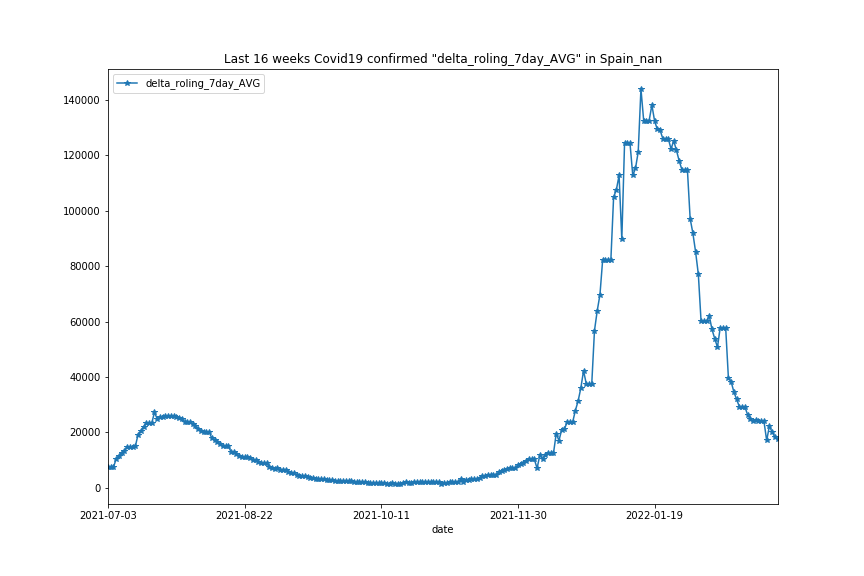 Last 16 weeks Covid19 confirmed "delta_roling_7day_AVG" in Spain_nan
delta_roling_7day_AVG
140000
120000
100000
80000
60000
40000
20000
0
2021-07-03 2021-08-22 2021-10-11 2021-11-30 2022-01-19
date